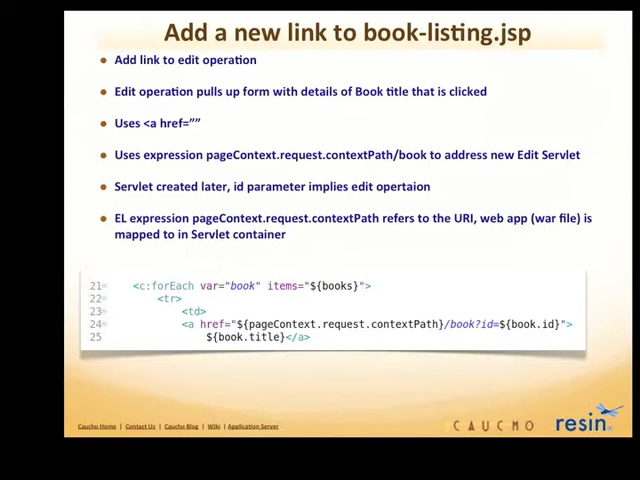 Add a new link to book-listing.jsp
Add link to edit operation
Edit operation pulls up form with details of Book title that is clicked
Uses <a href=””
Uses expression pageContext.request.contextPath/book to address new Edit Servlet
Servlet created later, id parameter implies edit opertaion
EL expression pageContext.request.contextPath refers to the URI, web app (war file) is
mapped to in Servlet container
21 <c:forEach var="book" items="${books}">
22 <tr>
23 <td>
24 <a href="${pageContext.request.contextPath}/book?id=${book.id}">
25 ${book.title}</a>
Caucho Home | Contact Us | Caucho Blog | Wiki | Application Server
CAUCHO
resin